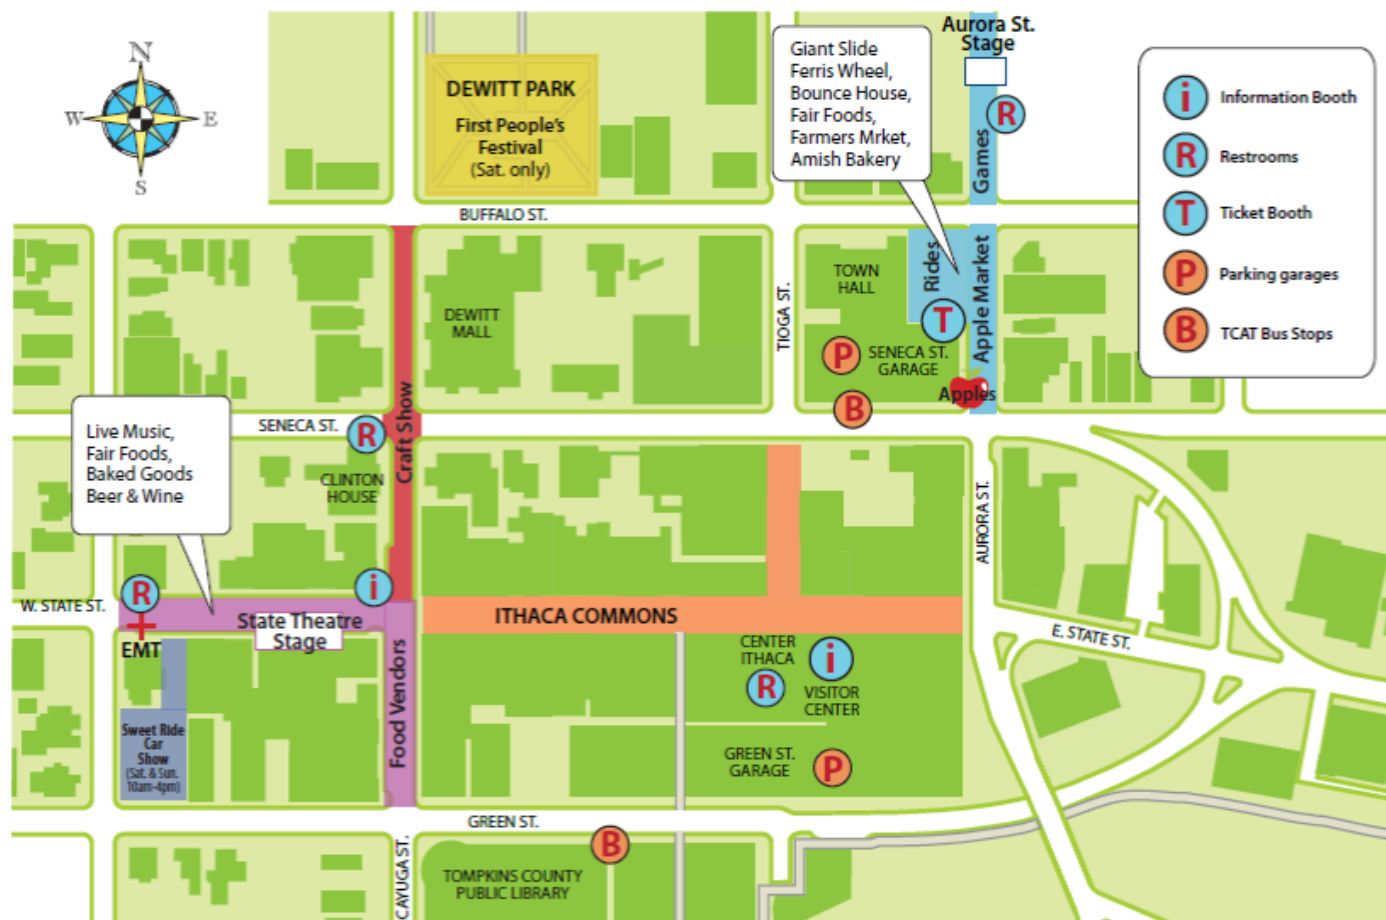 N
W
E
S
DEWITT PARK
First People's
Festival
(Sat. only)
Giant Slide
Ferris Wheel,
Bounce House,
Fair Foods,
Farmers Mrket,
Amish Bakery
Aurora St.
Stage
R
Games
i Information Booth
R Restrooms
T Ticket Booth
P Parking garages
B TCAT Bus Stops
BUFFALO ST.
DEWITT
MALL
TIOGA ST.
TOWN
HALL
Rides
Apple Market
T
P
SENECA ST.
GARAGE
Apples
B
Craft Show
SENECA ST.
R
CLINTON
HOUSE
Live Music,
Fair Foods,
Baked Goods
Beer & Wine
AURORA ST.
R
i
W. STATE ST.
State Theatre
Stage
EMT
ITHACA COMMONS
E. STATE ST.
CENTER
ITHACA
i
R
VISITOR
CENTER
Food Vendors
Sweet Ride
Car
Show
(Sat. & Sun.
10am-4pm)
GREEN ST.
GARAGE
P
GREEN ST.
B
CAYUGA ST.
TOMPKINS COUNTY
PUBLIC LIBRARY